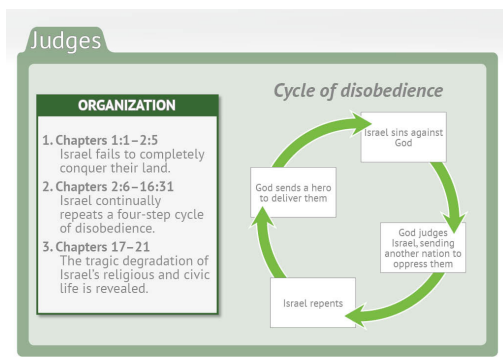 Judges
ORGANIZATION
1. Chapters 1:1–2:5
Israel fails to completely
conquer their land.
2. Chapters 2:6–16:31
Israel continually
repeats a four-step cycle
of disobedience.
3. Chapters 17–21
The tragic degradation of
Israel's religious and civic
life is revealed.
Cycle of disobedience
Israel sins against
God
God judges
Israel, sending
another nation to
oppress them
Israel repents
God sends a hero
to deliver them